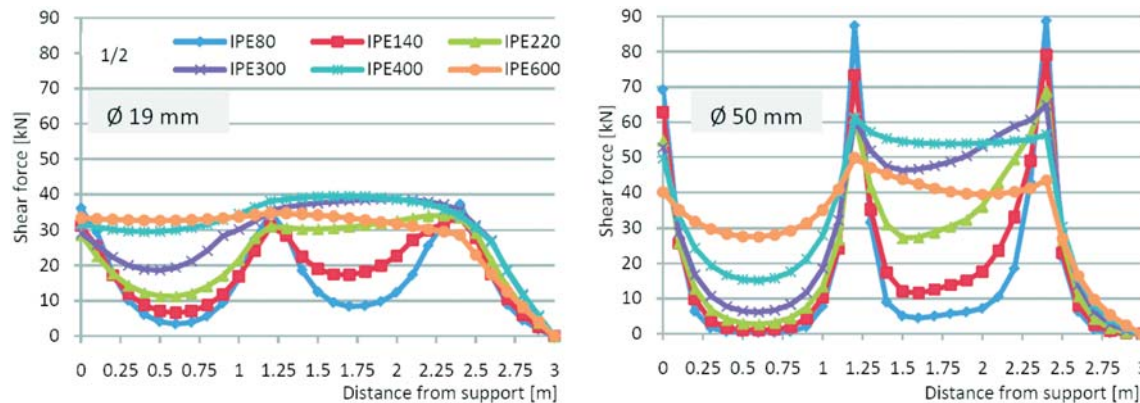 90
80
70
60
50
40
30
20
10
0
Shear force [kN]
1/2
IPE80 IPE140 IPE220
IPE300 IPE400 IPE600
Ø 19 mm
0 0.25 0.5 0.75 1 1.25 1.5 1.75 2 2.25 2.5 2.75 3
Distance from support [m]
90
80
70
60
50
40
30
20
10
0
Shear force [kN]
Ø 50 mm
0 0.25 0.5 0.75 1 1.25 1.5 1.75 2 2.25 2.5 2.75 3
Distance from support [m]